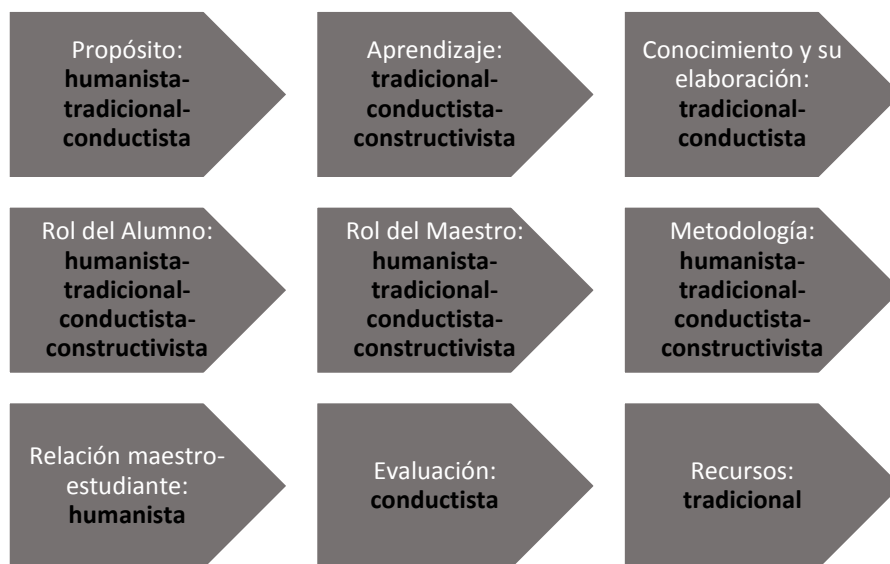 Propósito:
humanista-
tradicional-
conductista
Aprendizaje:
tradicional-
conductista-
constructivista
Conocimiento y su
elaboración:
tradicional-
conductista
Rol del Alumno:
humanista-
tradicional-
conductista-
constructivista
Rol del Maestro:
humanista-
tradicional-
conductista-
constructivista
Metodología:
humanista-
tradicional-
conductista-
constructivista
Relación maestro-
estudiante:
humanista
Evaluación:
conductista
Recursos:
tradicional